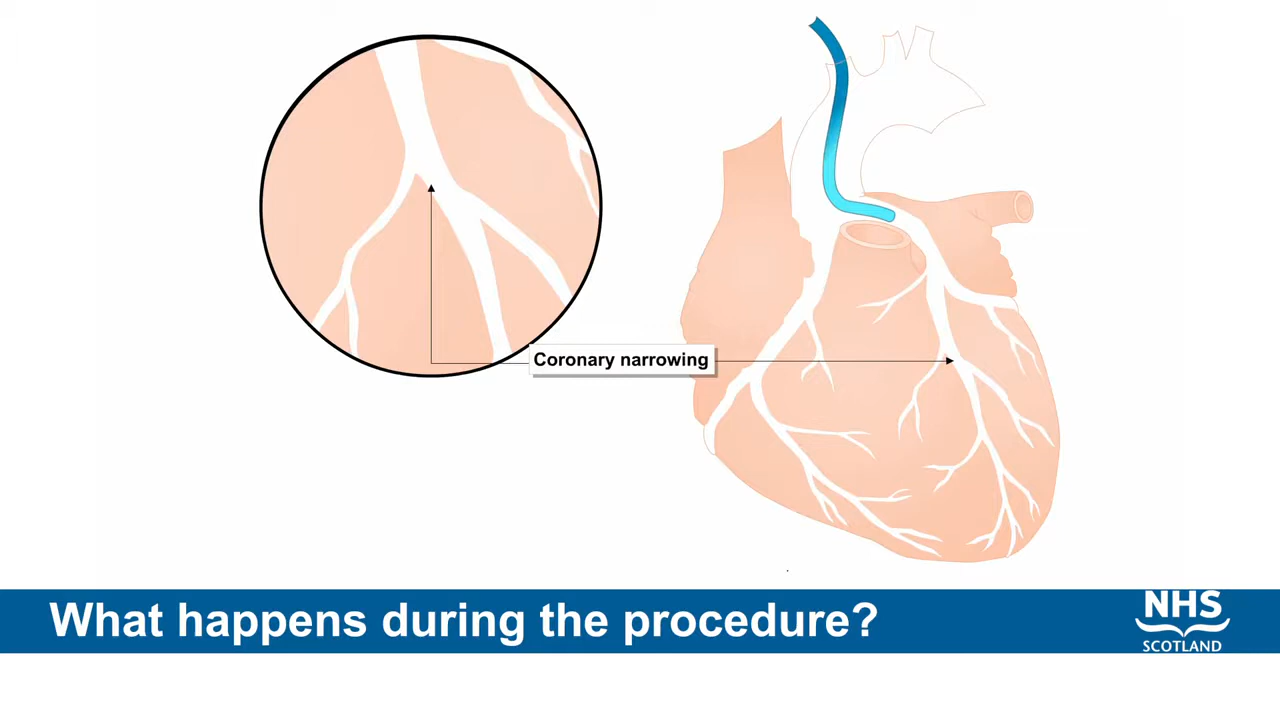 Coronary narrowing
What happens during the procedure?
NHS
SCOTLAND